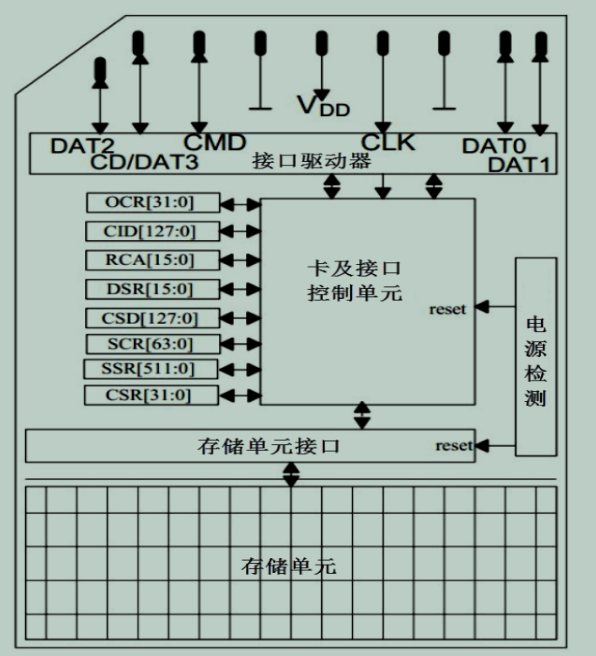 VDD
DAT2
CD/DAT3
CMD
接口驱动器
CLK
DAT0
DAT1
OCR[31:0]
CID[127:0]
RCA[15:0]
DSR[15:0]
CSD[127:0]
SCR[63:0]
SSR[511:0]
CSR[31:0]
卡及接口
控制单元
reset
电
源
检
测
存储单元接口
reset
存储单元